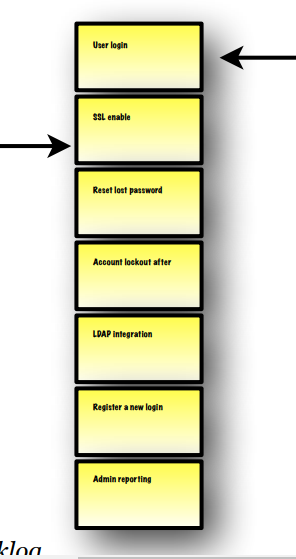 User login
SSL enable
Reset lost password
Account lockout after
LDAP integration
Register a new login
Admin reporting